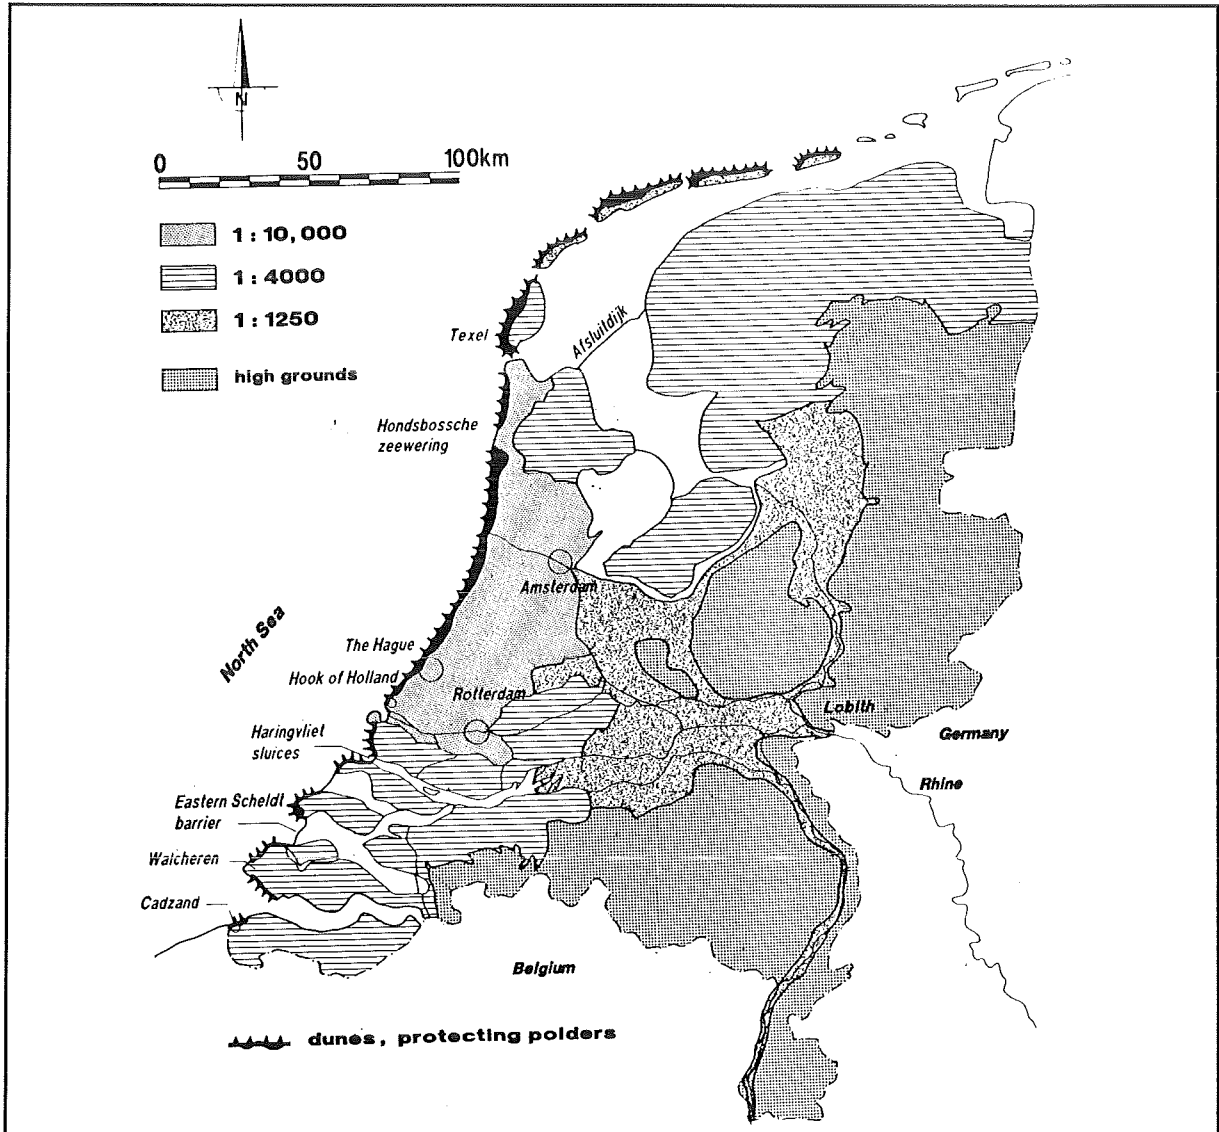 N
0 50 100km
1 : 10,000
1 : 4000
1 : 1250
high grounds
Texel
Afsluitdijk
Hondsbossche
zeewering
Amsterdam
North Sea
The Hague
Hook of Holland
Rotterdam
Lobith
Haringvliet
sluices
Germany
Rhine
Eastern Scheldt
barrier
Walcheren
Cadzand
Belgium
dunes, protecting polders